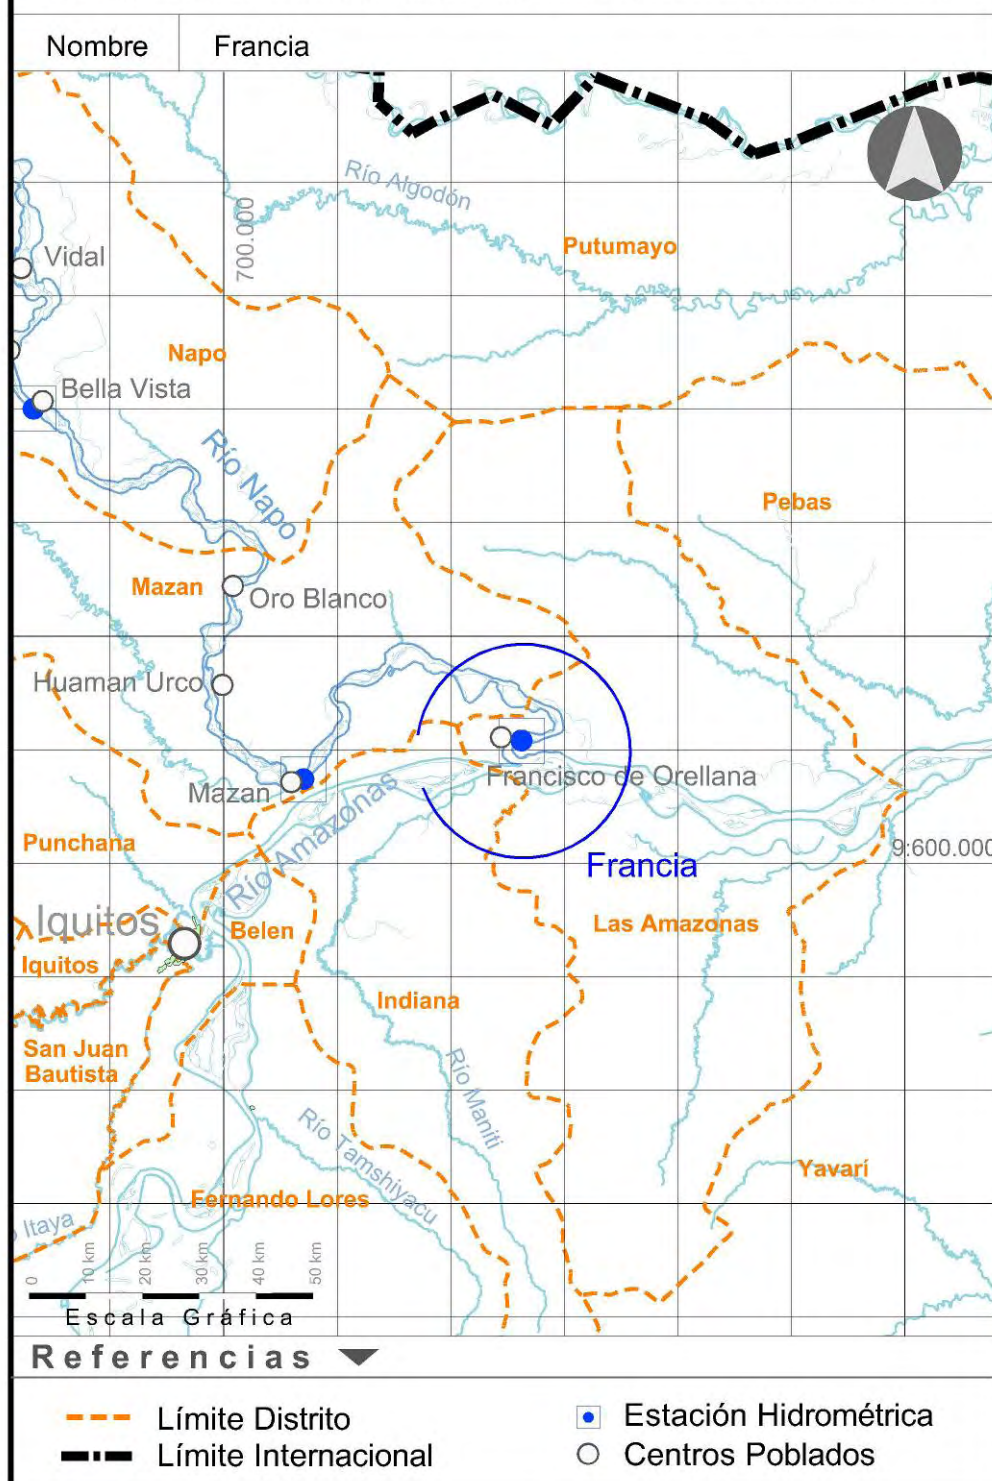 Nombre Francia
Río Algodón
700.000
Putumayo
Vidal
Napo
Bella Vista
Río Napo
Pebas
Mazan
Oro Blanco
Huaman Urco
Francisco de Orellana
Mazan
Río Amazonas
Punchana
9:600.000
Francia
Iquitos
Belen
Las Amazonas
Iquitos
Indiana
San Juan
Bautista
Río Maniti
Río Tamshiyacu
Yavarí
Fernando Lores
Itaya
0 10 km 20 km 30 km 40 km 50 km
Escala Gráfica
Referencias
Límite Distrito
Estación Hidrométrica
Límite Internacional
Centros Poblados